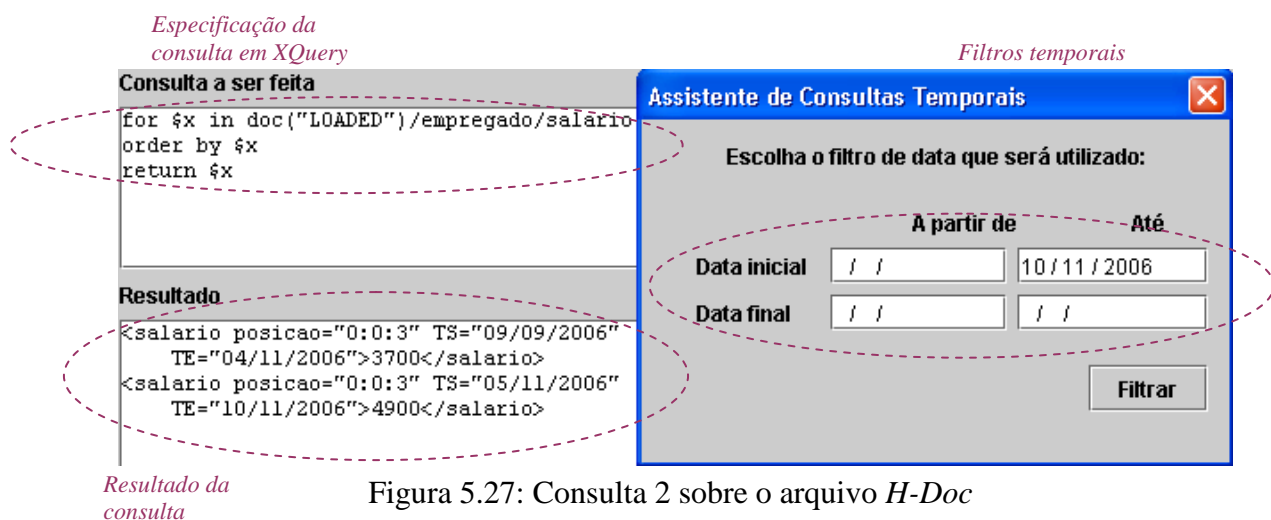 Especificação da
consulta em XQuery
Filtros temporais
Consulta a ser feita
for $x in doc("LOADED")/empregado/salario
order by $x
return $x
Resultado
<salario posicao="0:0:3" TS="09/09/2006"
TE="04/11/2006">3700</salario>
<salario posicao="0:0:3" TS="05/11/2006"
TE="10/11/2006">4900</salario>
Assistente de Consultas Temporais
Escolha o filtro de data que será utilizado:
A partir de Até
Data inicial / / 10/11/2006
Data final / / / /
Filtrar
Resultado da
consulta
Figura 5.27: Consulta 2 sobre o arquivo H-Doc